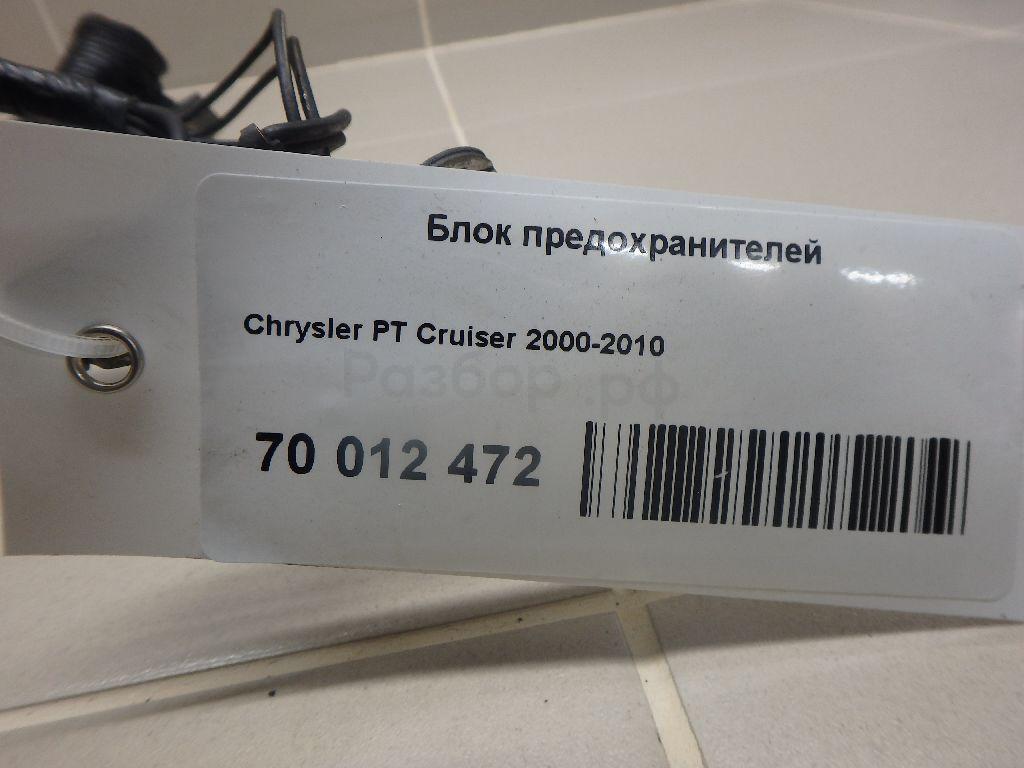 Блок предохранителей
Chrysler PT Cruiser 2000-2010
Разбор.рф
70 012 472